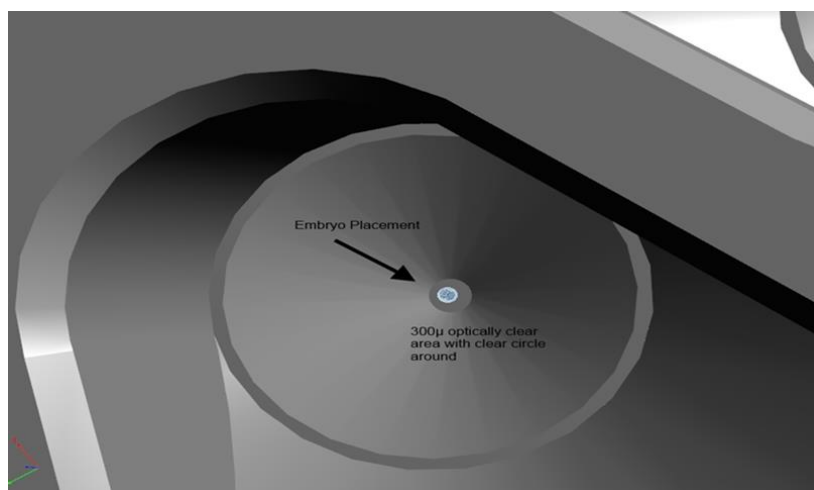 Embryo Placement
300µ optically clear
area with clear circle
around